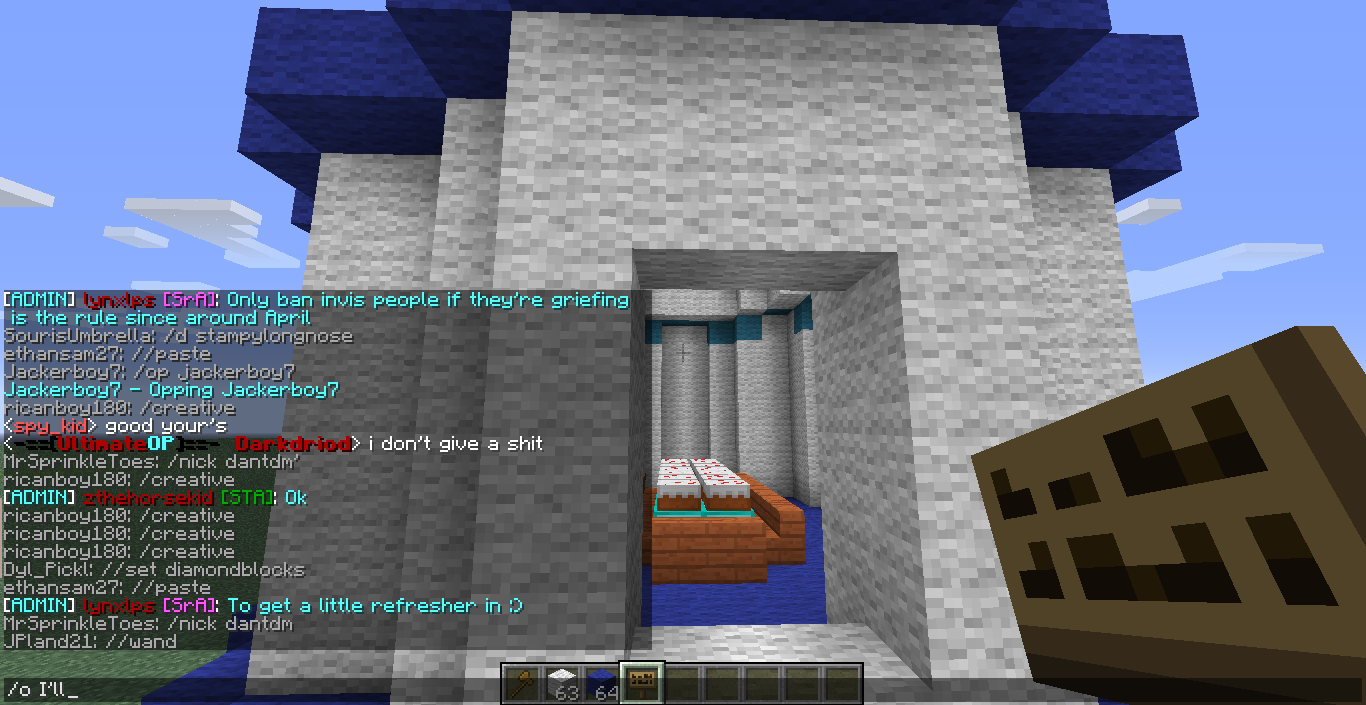 [ADMIN] lynxlps [SrA]: Only ban invis people if they're griefing
is the rule since around April
SourisUmbrella: /d stampylongnose
ethansam27: //paste
Jackerboy7: /op jackerboy7
Jackerboy7 - Opping Jackerboy7
ricanboy180: /creative
<spy_kid> good your's
<-==[UltimateOP]==- Darkdriod> i don't give a shit
MrSprinkleToes: /nick dantdm'
ricanboy180: /creative
[ADMIN] zthehorsekid [STA]: Ok
ricanboy180: /creative
ricanboy180: /creative
ricanboy180: /creative
Dyl_Pickl: //set diamondblocks
ethansam27: //paste
[ADMIN] lynxlps [SrA]: To get a little refresher in :)
MrSprinkleToes: /nick dantdm
JPland21: //wand
/o I'll_
63 64